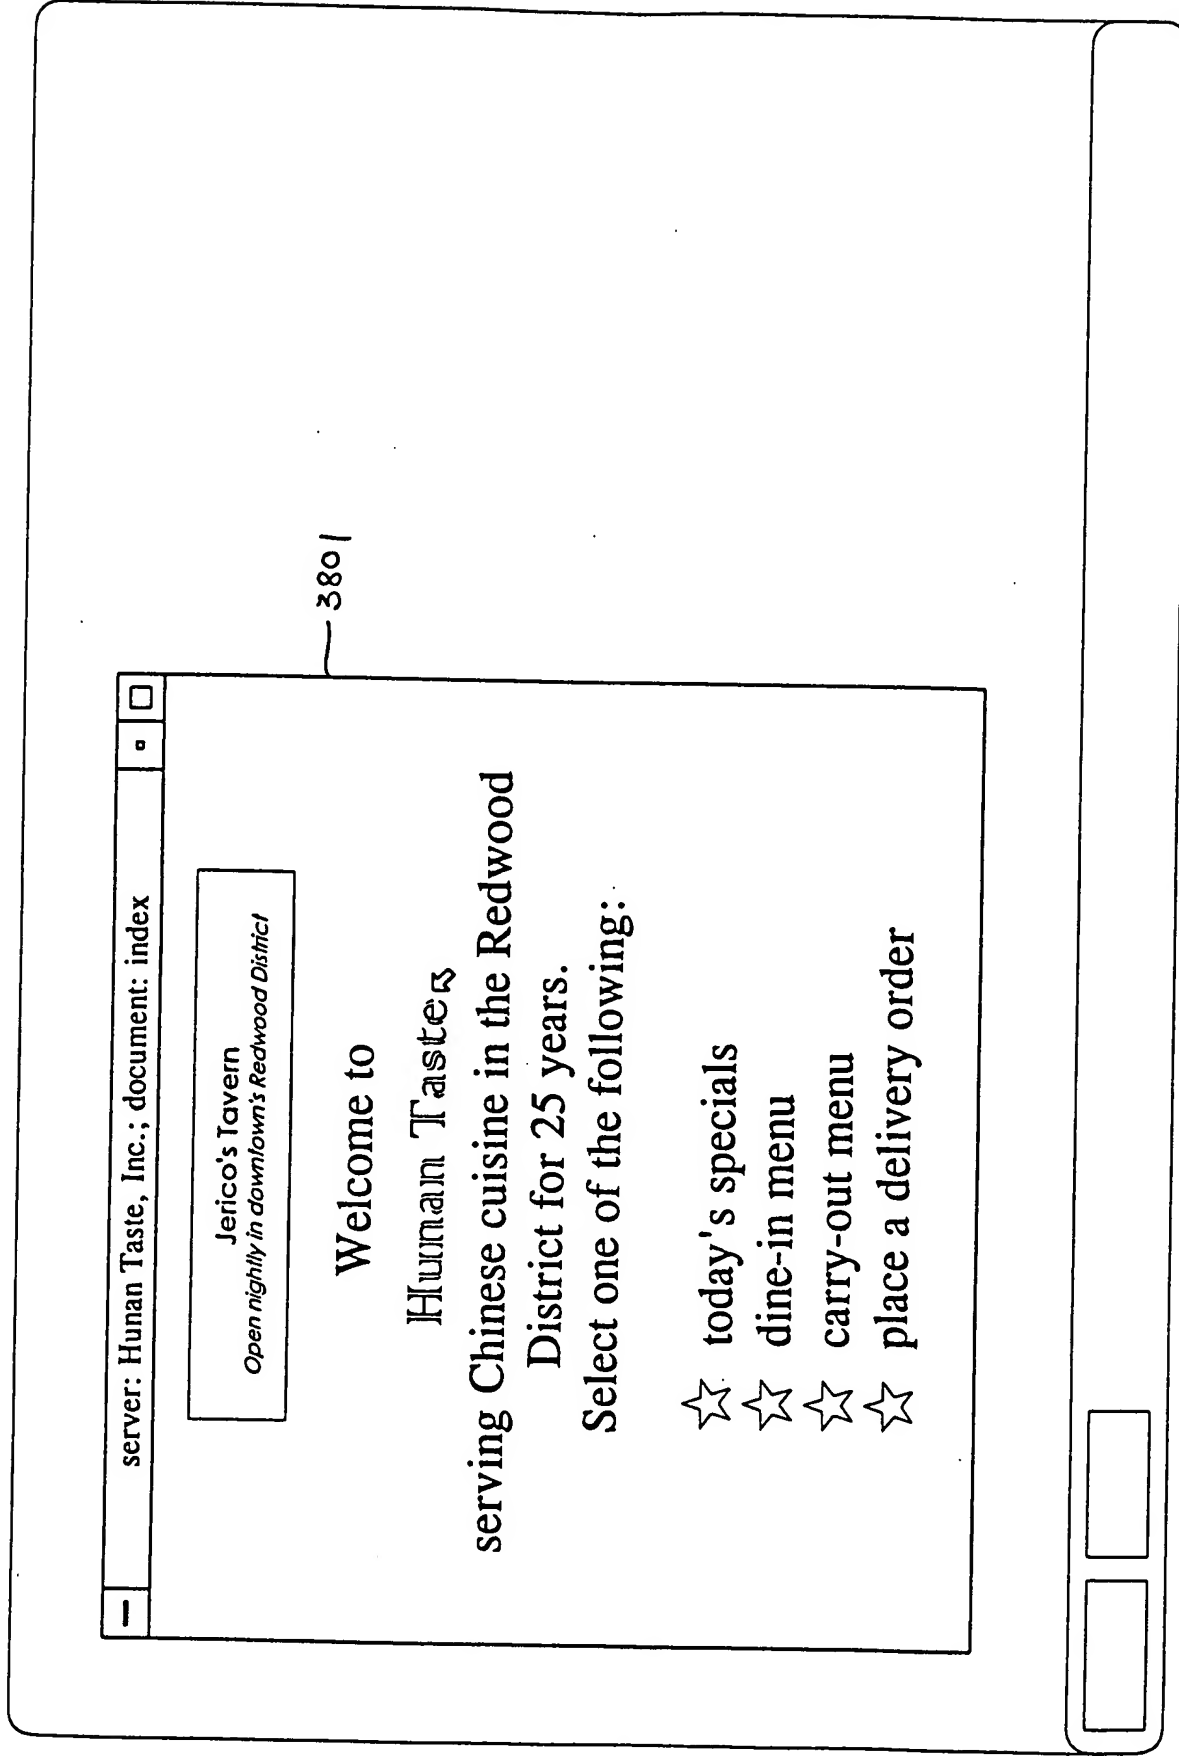 server: Hunan Taste, Inc.; document: index
Jerico's Tavern
Open nightly in downtown's Redwood District
3801
Welcome to
Hunan Taste
serving Chinese cuisine in the Redwood
District for 25 years.
Select one of the following:
today's specials
dine-in menu
carry-out menu
place a delivery order